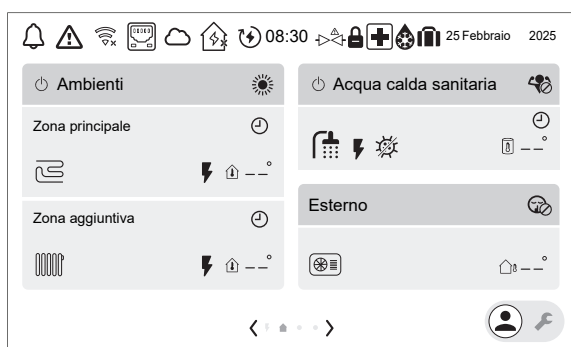 08:30 25 Febbraio 2025
Ambienti
Zona principale
--°
Zona aggiuntiva
--°
Acqua calda sanitaria
--°
Esterno
--°